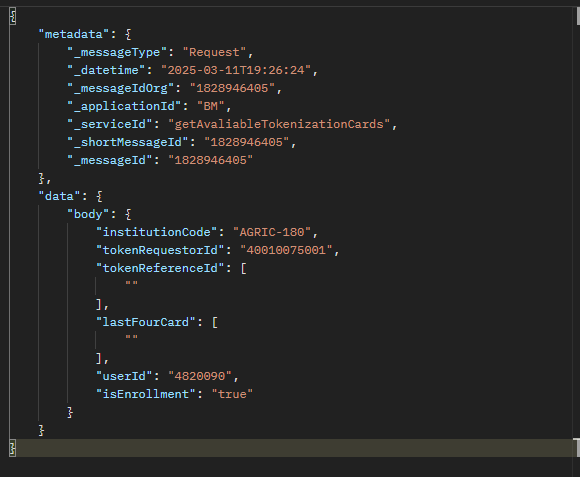 {
    "metadata": {
        "_messageType": "Request",
        "_datetime": "2025-03-11T19:26:24",
        "_messageIdOrg": "1828946405",
        "_applicationId": "BM",
        "_serviceId": "getAvaliableTokenizationCards",
        "_shortMessageId": "1828946405",
        "_messageId": "1828946405"
    },
    "data": {
        "body": {
            "institutionCode": "AGRIC-180",
            "tokenRequestorId": "40010075001",
            "tokenReferenceId": [
                ""
            ],
            "lastFourCard": [
                ""
            ],
            "userId": "4820090",
            "isEnrollment": "true"
        }
    }
}